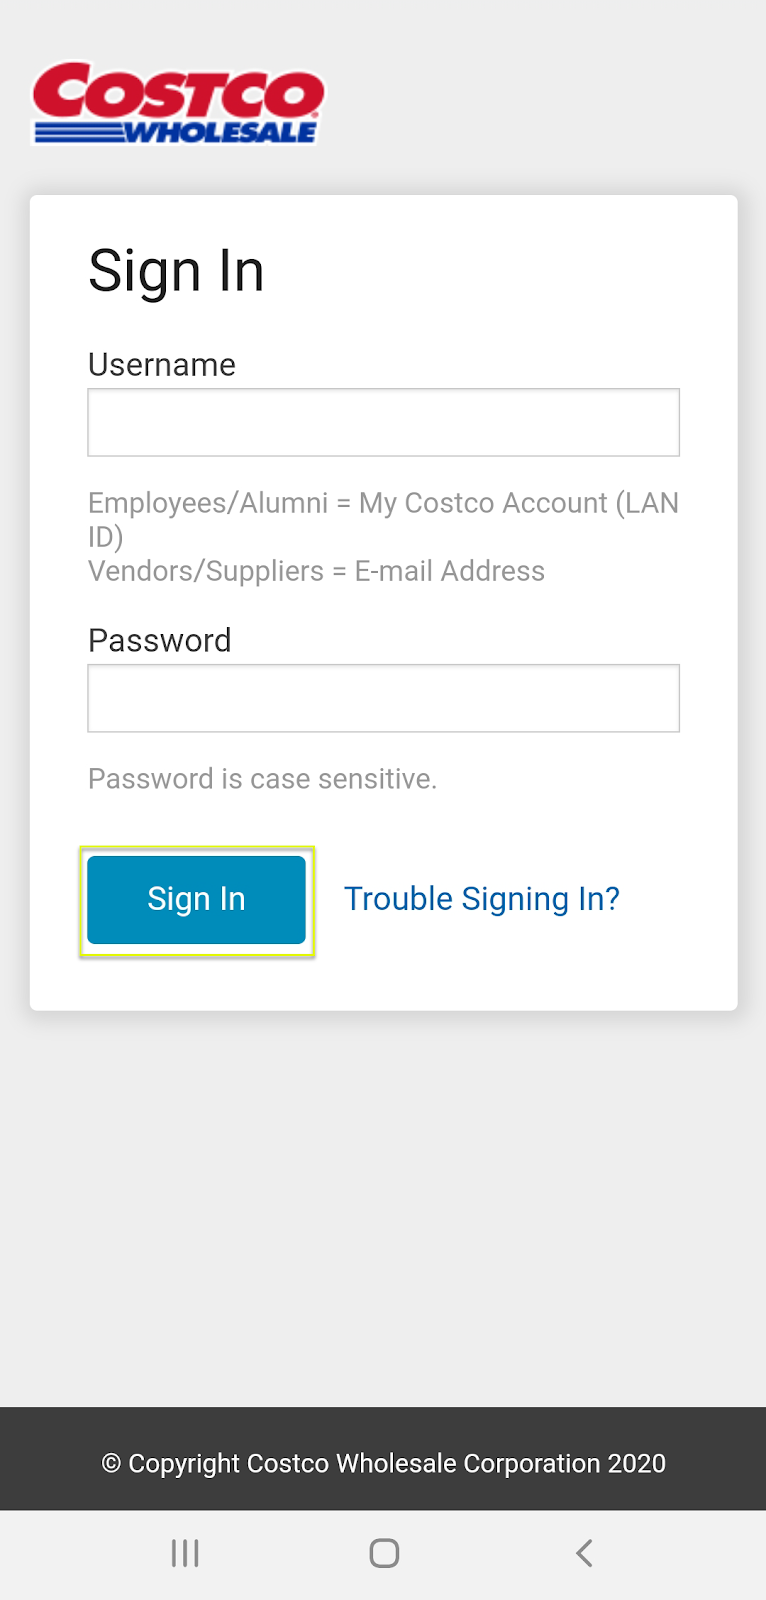 COSTCO
WHOLESALE
Sign In
Username
Employees/Alumni = My Costco Account (LAN
ID)
Vendors/Suppliers = E-mail Address
Password
Password is case sensitive.
Sign In Trouble Signing In?
© Copyright Costco Wholesale Corporation 2020